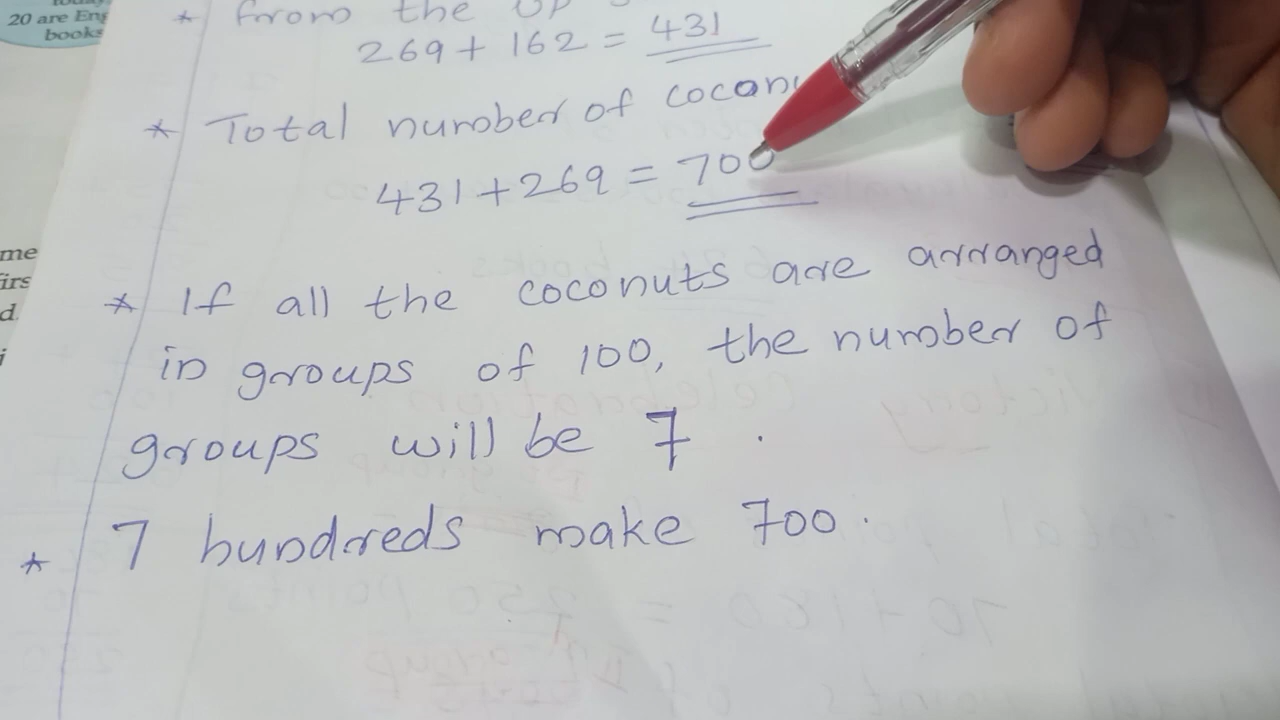 20 are Eng
books
me
firs
d.
* from the UP
269 + 162 = 431
* Total number of cocon
431 + 269 = 700
* If all the coconuts are arranged
in groups of 100, the number of
groups will be 7.
* 7 hundreds make 700.